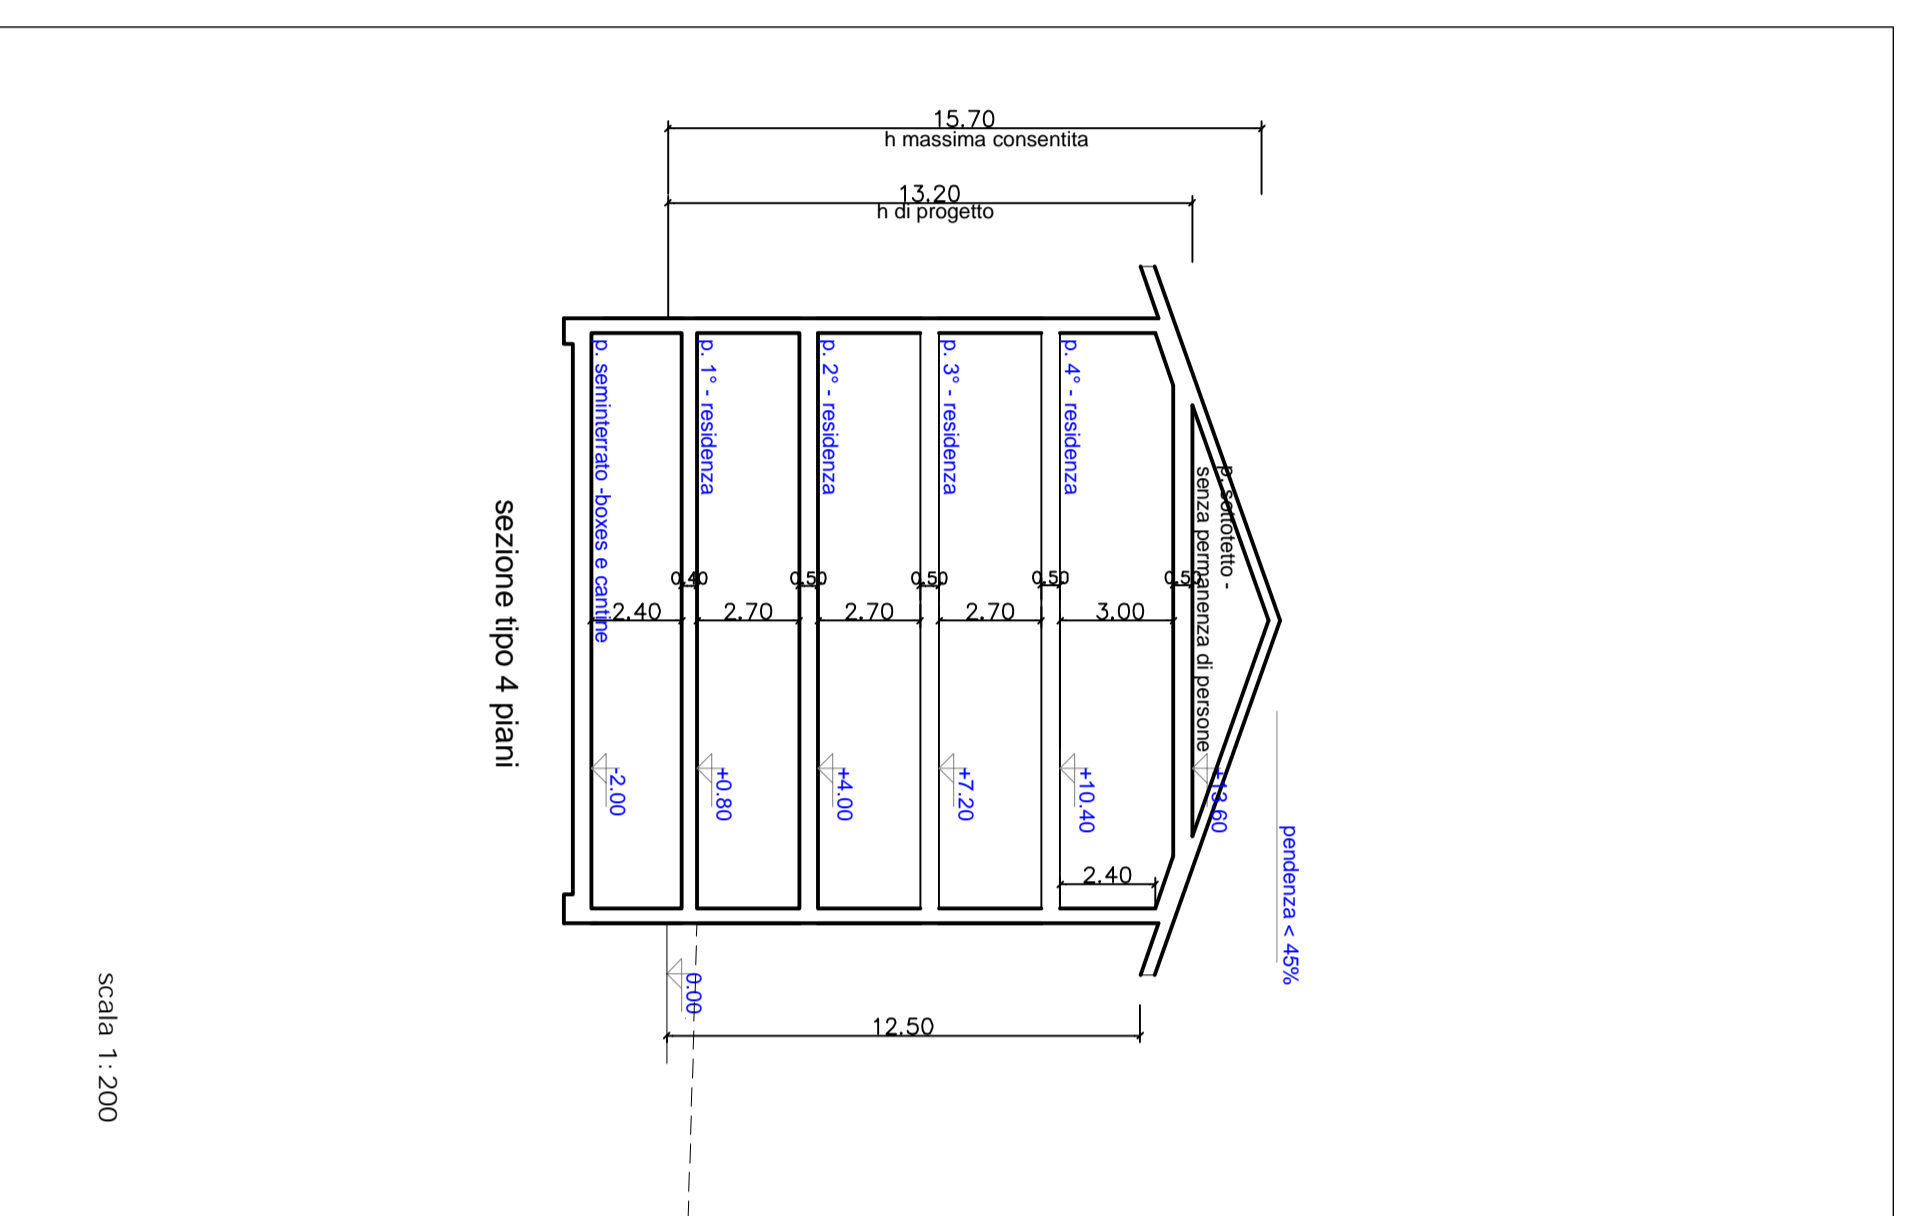 15.70
h massima consentita
13.20
h di progetto
p. sottotetto -
senza permanenza di persone
+13.60
pendenza < 45%
0.50
p. 4° - residenza
3.00
+10.40
2.40
0.50
p. 3° - residenza
2.70
+7.20
0.50
p. 2° - residenza
2.70
+4.00
0.50
p. 1° - residenza
2.70
+0.80
0.40
p. seminterrato -boxes e cantine
2.40
-2.00
0.00
12.50
sezione tipo 4 piani
scala 1:200